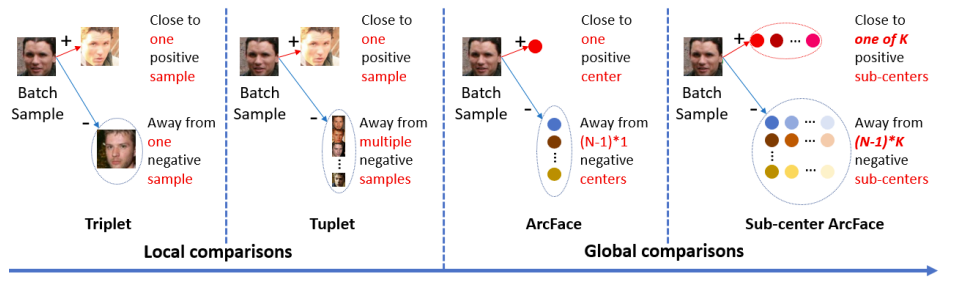 +
Close to
one
positive
sample
Batch
Sample
-
Away from
one
negative
sample
Triplet
+
Close to
one
positive
sample
Batch
Sample
-
Away from
multiple
negative
samples
Tuplet
+
Close to
one
positive
center
Batch
Sample
-
Away from
(N-1)*1
negative
centers
ArcFace
+
...
Close to
one of K
positive
sub-centers
Batch
Sample
-
...
...
...
Away from
(N-1)*K
negative
sub-centers
Sub-center ArcFace
Local comparisons
Global comparisons